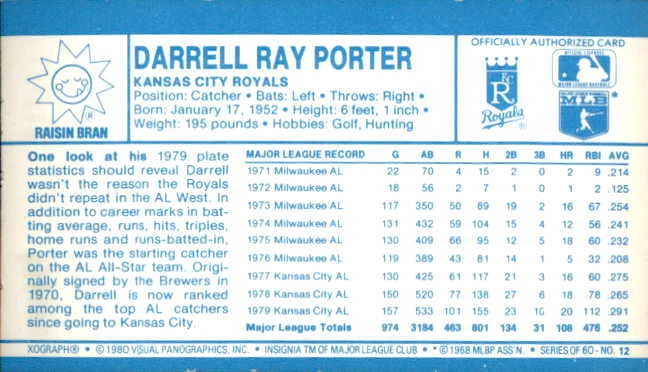 RAISIN BRAN ®
DARRELL RAY PORTER
KANSAS CITY ROYALS
Position: Catcher • Bats: Left • Throws: Right •
Born: January 17, 1952 • Height: 6 feet, 1 inch •
Weight: 195 pounds • Hobbies: Golf, Hunting
OFFICIALLY AUTHORIZED CARD
KC
R
Royals
MAJOR LEAGUE BASEBALL
MLB
One look at his 1979 plate
statistics should reveal Darrell
wasn't the reason the Royals
didn't repeat in the AL West. In
addition to career marks in bat-
ting average, runs, hits, triples,
home runs and runs-batted-in,
Porter was the starting catcher
on the AL All-Star team. Origi-
nally signed by the Brewers in
1970, Darrell is now ranked
among the top AL catchers
since going to Kansas City.
MAJOR LEAGUE RECORD G AB R H 2B 3B HR RBI AVG
1971 Milwaukee AL 22 70 4 15 2 0 2 9 .214
1972 Milwaukee AL 18 56 2 7 1 0 1 2 .125
1973 Milwaukee AL 117 350 50 89 19 2 16 67 .254
1974 Milwaukee AL 131 432 59 104 15 4 12 56 .241
1975 Milwaukee AL 130 409 66 95 12 5 18 60 .232
1976 Milwaukee AL 119 389 43 81 14 1 5 32 .208
1977 Kansas City AL 130 425 61 117 21 3 16 60 .275
1978 Kansas City AL 150 520 77 138 27 6 18 78 .265
1979 Kansas City AL 157 533 101 155 23 10 20 112 .291
Major League Totals 974 3184 463 801 134 31 108 476 .252
XOGRAPH® • © 1980 VISUAL PANOGRAPHICS, INC. • INSIGNIA TM OF MAJOR LEAGUE CLUB • © 1968 MLBP ASS'N. • SERIES OF 60 - NO. 12